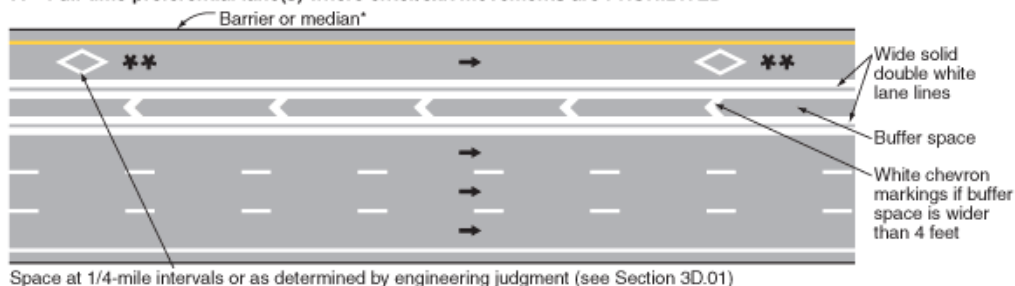 Barrier or median*
**
**
Wide solid
double white
lane lines
Buffer space
White chevron
markings if buffer
space is wider
than 4 feet
Space at 1/4-mile intervals or as determined by engineering judgment (see Section 3D.01)